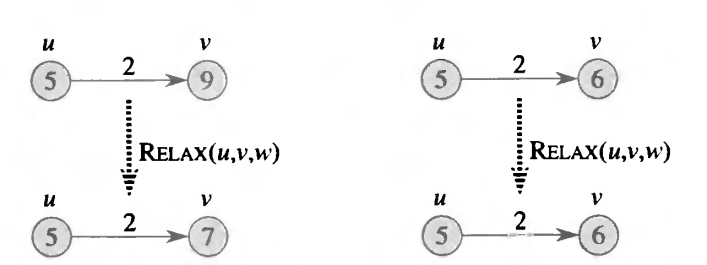 u v u v
5 2 9 5 2 6
RELAX(u,v,w) RELAX(u,v,w)
u v u v
5 2 7 5 2 6